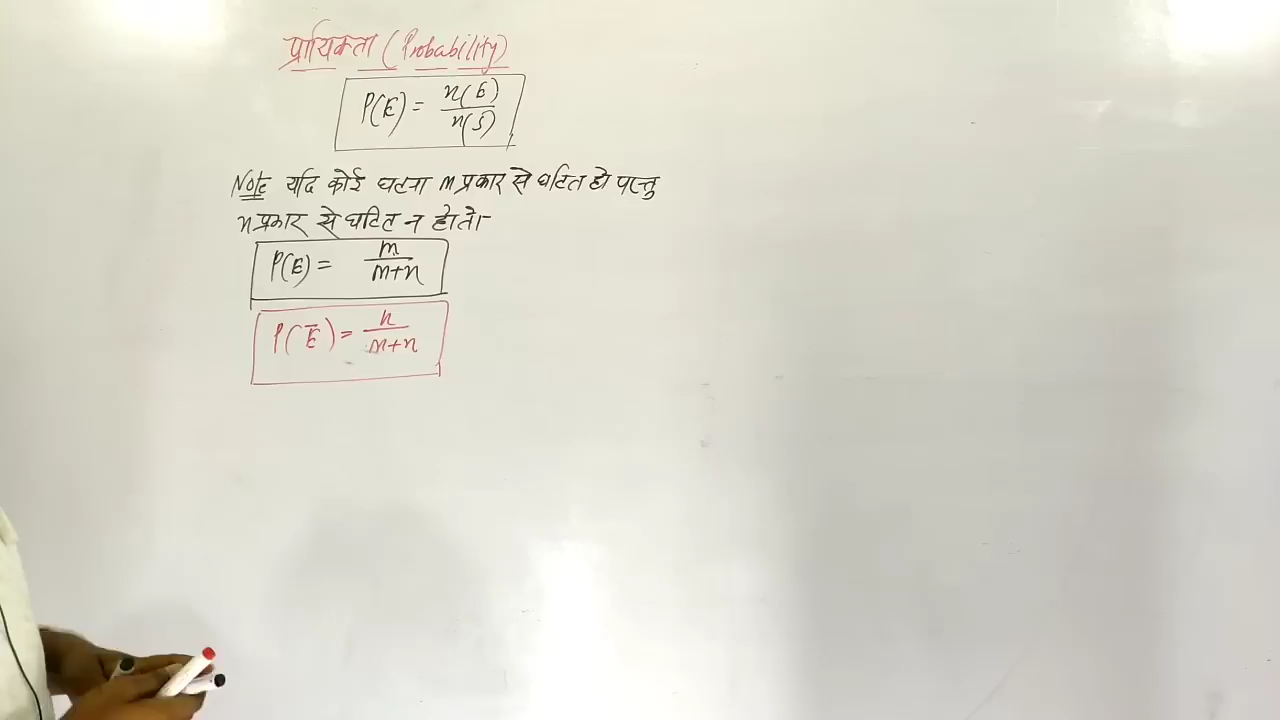 प्रायिकता (Probability)
P(E) = n(E)/n(S)
Note यदि कोई घटना m प्रकार से घटित हो परन्तु
n प्रकार से घटित न हो तो-
P(E) = m/m+n
P(Ē) = n/m+n